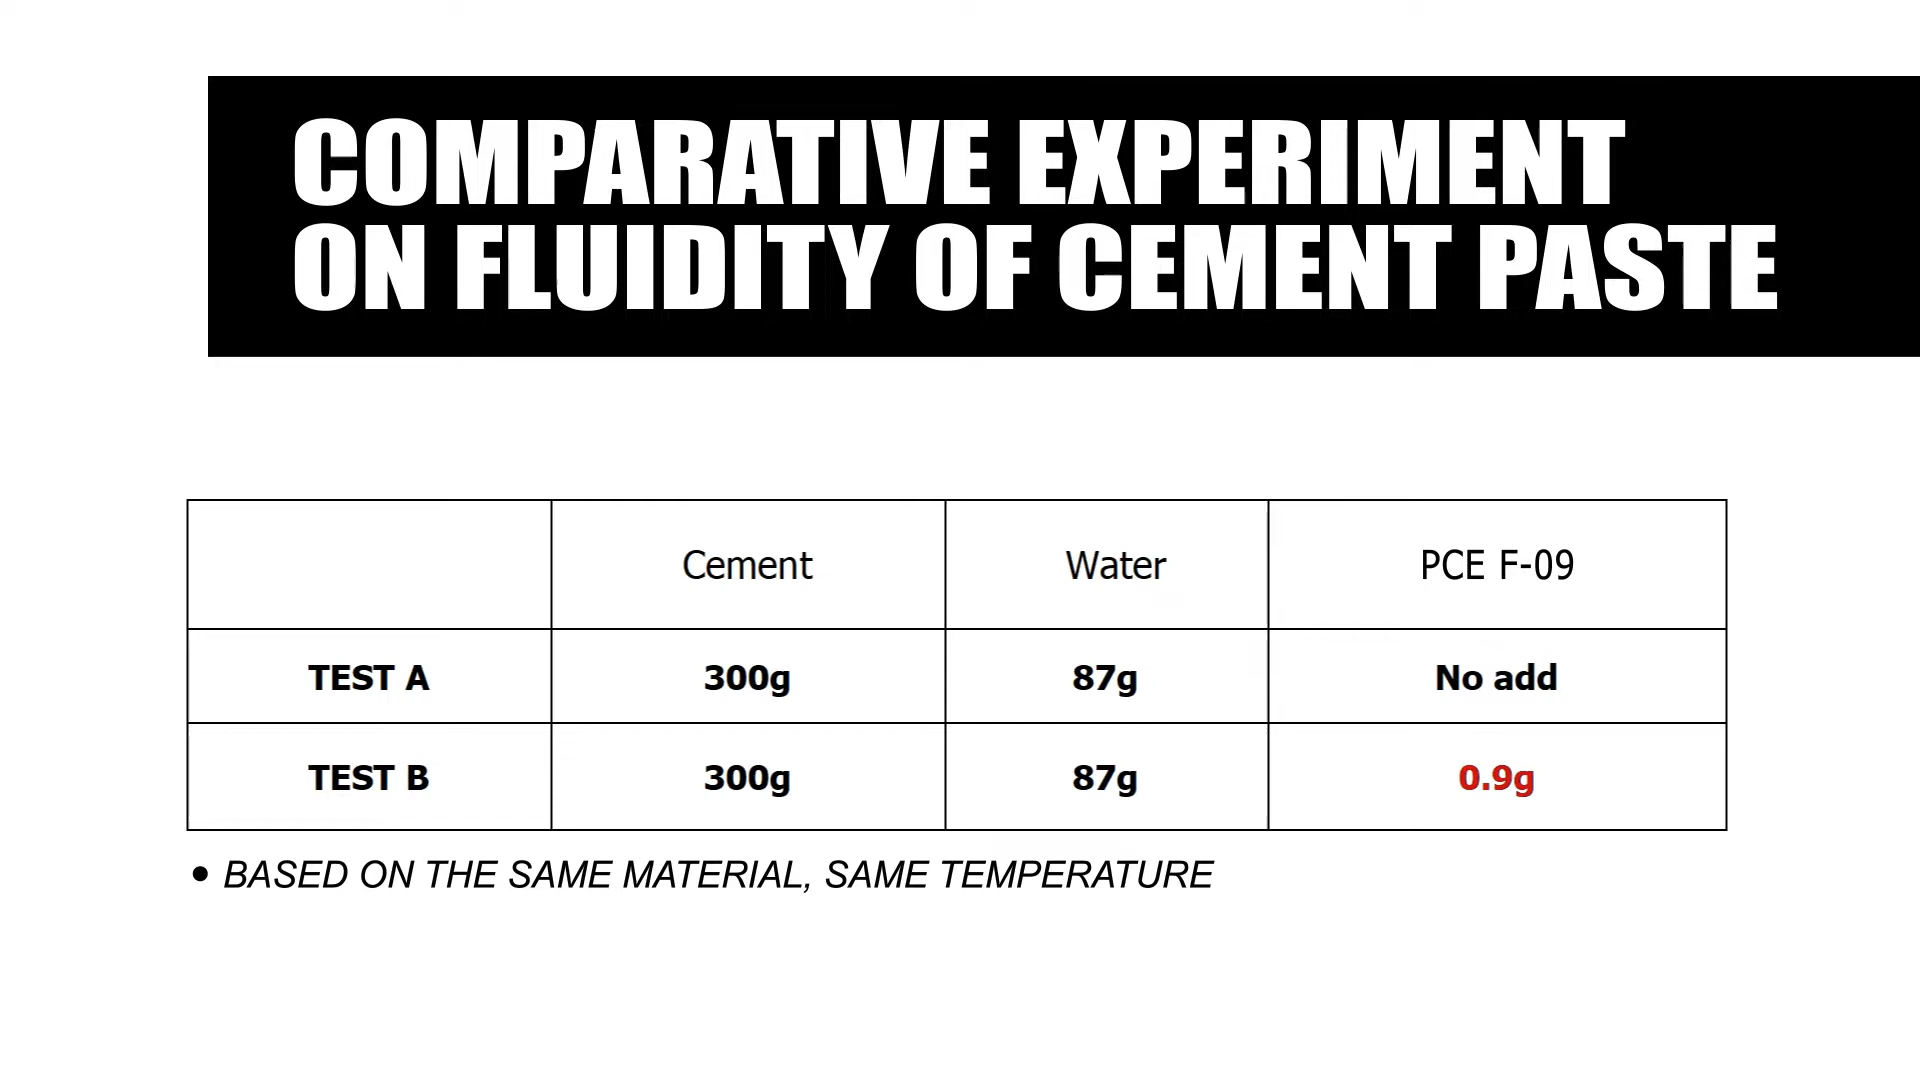 COMPARATIVE EXPERIMENT
ON FLUIDITY OF CEMENT PASTE
Cement Water PCE F-09
TEST A 300g 87g No add
TEST B 300g 87g 0.9g
• BASED ON THE SAME MATERIAL, SAME TEMPERATURE